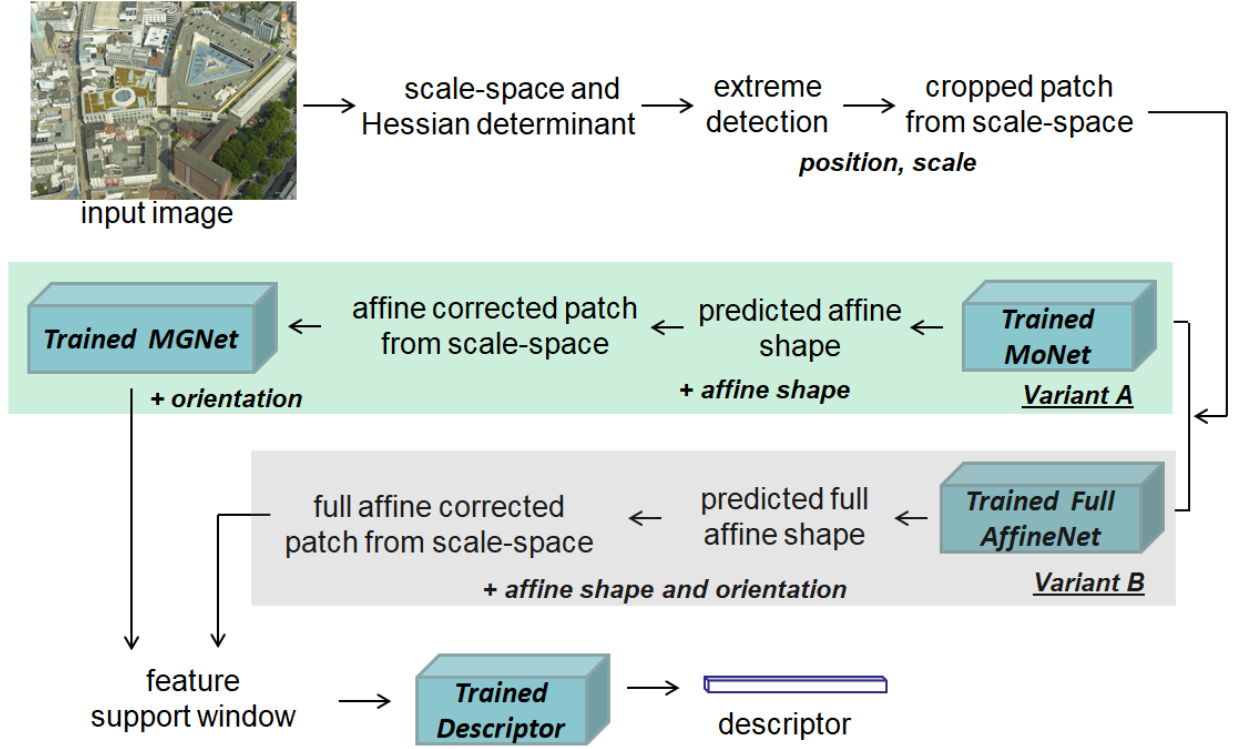 input image
scale-space and
Hessian determinant
extreme
detection
cropped patch
from scale-space
position, scale
Trained MoNet
Variant A
predicted affine
shape
+ affine shape
affine corrected patch
from scale-space
Trained MGNet
+ orientation
Trained Full
AffineNet
Variant B
predicted full
affine shape
full affine corrected
patch from scale-space
+ affine shape and orientation
feature
support window
Trained
Descriptor
descriptor